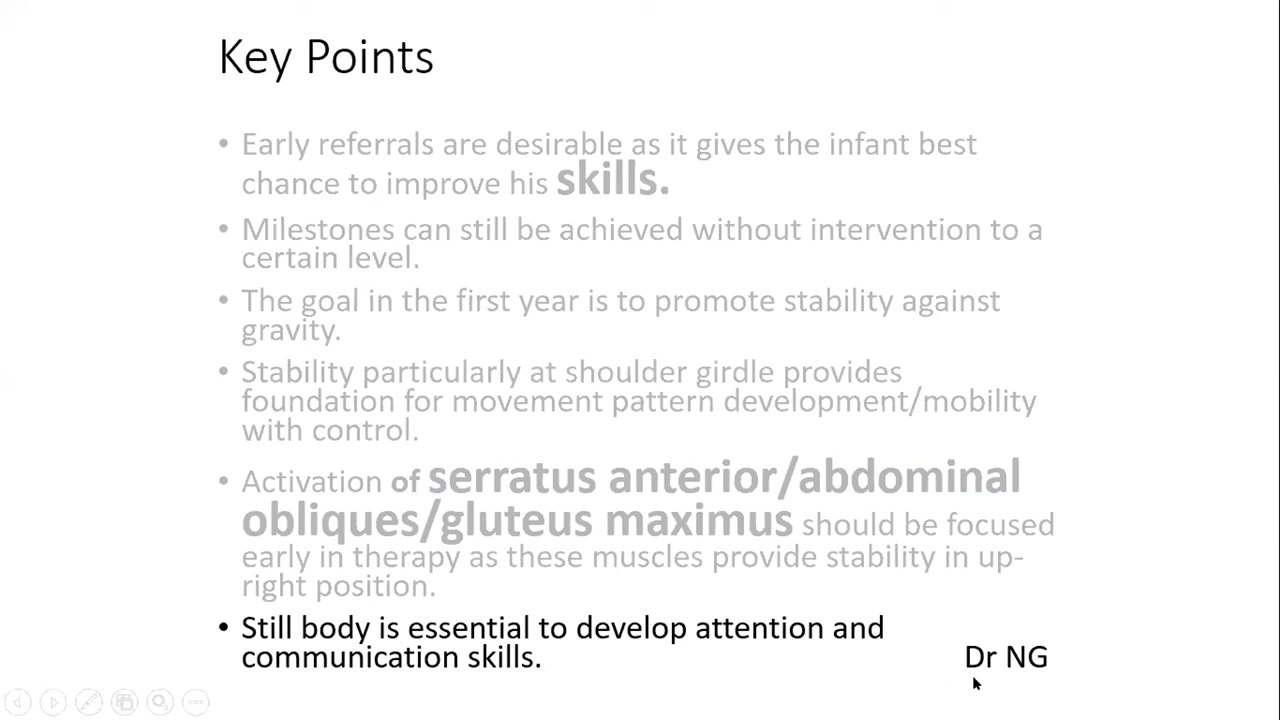 Key Points
• Early referrals are desirable as it gives the infant best
chance to improve his skills.
• Milestones can still be achieved without intervention to a
certain level.
• The goal in the first year is to promote stability against
gravity.
• Stability particularly at shoulder girdle provides
foundation for movement pattern development/mobility
with control.
• Activation of serratus anterior/abdominal
obliques/gluteus maximus should be focused
early in therapy as these muscles provide stability in up-
right position.
• Still body is essential to develop attention and
communication skills.
Dr NG